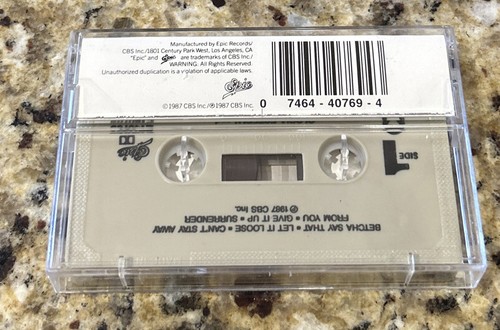 Manufactured by Epic Records/
CBS Inc./1801 Century Park West, Los Angeles, CA
"Epic" and Epic are trademarks of CBS Inc./
WARNING: All Rights Reserved.
Unauthorized duplication is a violation of applicable laws.
Epic
© 1987 CBS Inc./℗ 1987 CBS Inc.
0 7464 - 40769 - 4
SIDE
1
Epic
BETCHA SAY THAT • LET IT LOOSE • CAN'T STAY AWAY
FROM YOU • GIVE IT UP • SURRENDER
℗ 1987 CBS Inc.